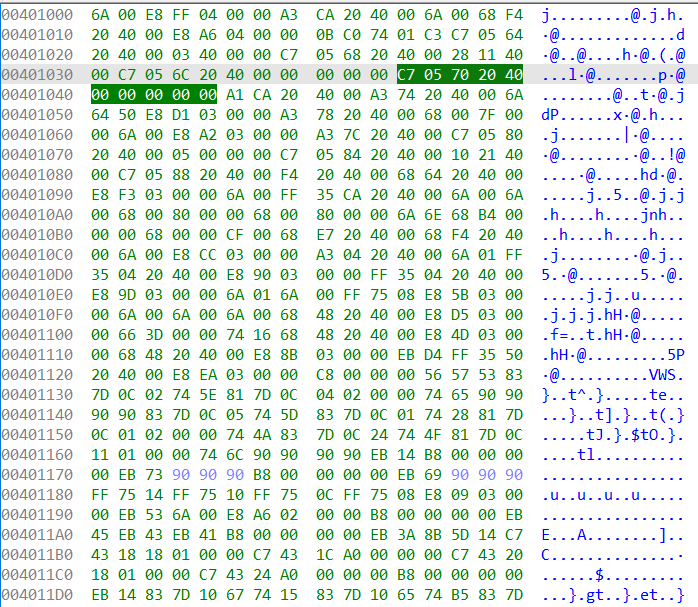 00401000 6A 00 E8 FF 04 00 00 A3 CA 20 40 00 6A 00 68 F4 j.........@.j.h.
00401010 20 40 00 E8 A6 04 00 00 0B C0 74 01 C3 C7 05 64 ·@............d
00401020 20 40 00 03 40 00 00 C7 05 68 20 40 00 28 11 40 ·@..@....h·@.(.@
00401030 00 C7 05 6C 20 40 00 00 00 00 00 C7 05 70 20 40 ...l·@.......p·@
00401040 00 00 00 00 00 A1 CA 20 40 00 A3 74 20 40 00 6A ........@..t·@.j
00401050 64 50 E8 D1 03 00 00 A3 78 20 40 00 68 00 7F 00 dP......x·@.h...
00401060 00 6A 00 E8 A2 03 00 00 A3 7C 20 40 00 C7 05 80 .j.......|·@....
00401070 20 40 00 05 00 00 00 C7 05 84 20 40 00 10 21 40 ·@.........@..!@
00401080 00 C7 05 88 20 40 00 F4 20 40 00 68 64 20 40 00 ....·@.....hd·@.
00401090 E8 F3 03 00 00 6A 00 FF 35 CA 20 40 00 6A 00 6A .....j..5..@.j.j
004010A0 00 68 00 80 00 00 68 00 80 00 00 6A 6E 68 B4 00 .h....h....jnh..
004010B0 00 00 68 00 00 CF 00 68 E7 20 40 00 68 F4 20 40 ..h....h....h...
004010C0 00 6A 00 E8 CC 03 00 00 A3 04 20 40 00 6A 01 FF .j.........@.j..
004010D0 35 04 20 40 00 E8 90 03 00 00 FF 35 04 20 40 00 5.·@.......5.·@.
004010E0 E8 9D 03 00 00 6A 01 6A 00 FF 75 08 E8 5B 03 00 .....j.j..u.....
004010F0 00 6A 00 6A 00 6A 00 68 48 20 40 00 E8 D5 03 00 .j.j.j.hH·@.....
00401100 00 66 3D 00 00 74 16 68 48 20 40 00 E8 4D 03 00 .f=..t.hH·@.....
00401110 00 68 48 20 40 00 E8 8B 03 00 00 EB D4 FF 35 50 .hH·@.........5P
00401120 20 40 00 E8 EA 03 00 00 C8 00 00 00 56 57 53 83 ·@..........VWS.
00401130 7D 0C 02 74 5E 81 7D 0C 04 02 00 00 74 65 90 90 }..t^.}.....te..
00401140 90 90 83 7D 0C 05 74 5D 83 7D 0C 01 74 28 81 7D ...}..t].}..t(.}
00401150 0C 01 02 00 00 74 4A 83 7D 0C 24 74 4F 81 7D 0C .....tJ.}.$tO.}.
00401160 11 01 00 00 74 6C 90 90 90 90 EB 14 B8 00 00 00 ....tl..........
00401170 00 EB 73 90 90 90 B8 00 00 00 00 EB 69 90 90 90
00401180 FF 75 14 FF 75 10 FF 75 0C FF 75 08 E8 09 03 00 .u..u..u..u.....
00401190 00 EB 53 6A 00 E8 A6 02 00 00 B8 00 00 00 00 EB ................
004011A0 45 EB 43 EB 41 B8 00 00 00 00 EB 3A 8B 5D 14 C7 E...A........]..
004011B0 43 18 18 01 00 00 C7 43 1C A0 00 00 00 C7 43 20 C..............·
004011C0 18 01 00 00 C7 43 24 A0 00 00 00 B8 00 00 00 00 ......$.........
004011D0 EB 14 83 7D 10 67 74 15 83 7D 10 65 74 B5 83 7D ...}.gt..}.et..}